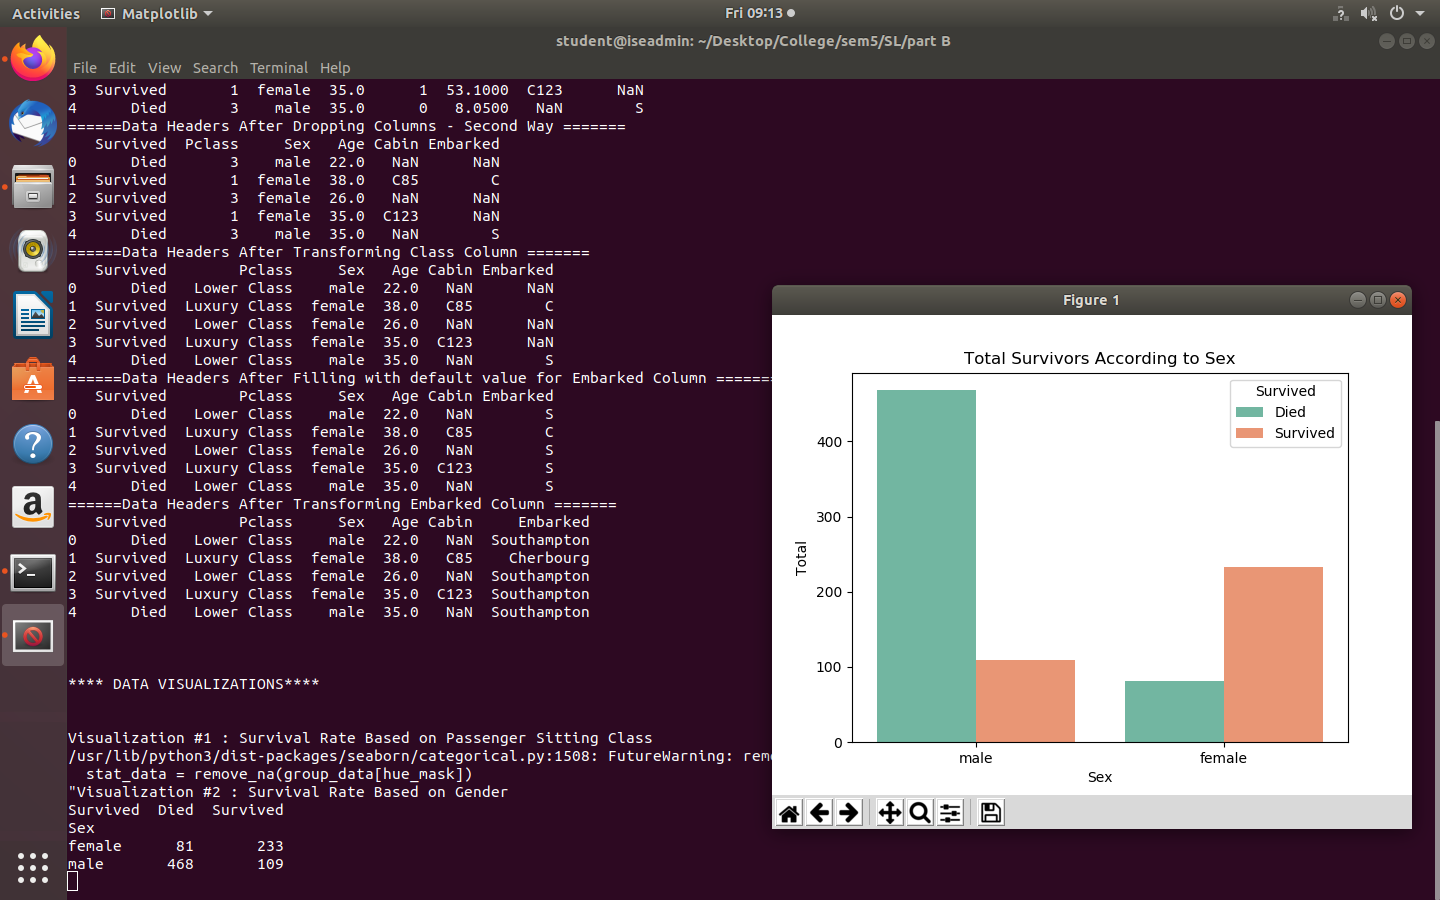 Activities Matplotlib Fri 09:13
student@iseadmin: ~/Desktop/College/sem5/SL/part B
File Edit View Search Terminal Help
3  Survived       1  female  35.0      1  53.1000  C123      NaN
4      Died       3    male  35.0      0   8.0500   NaN        S
======Data Headers After Dropping Columns - Second Way =======
   Survived  Pclass     Sex   Age Cabin Embarked
0      Died       3    male  22.0   NaN      NaN
1  Survived       1  female  38.0   C85        C
2  Survived       3  female  26.0   NaN      NaN
3  Survived       1  female  35.0  C123      NaN
4      Died       3    male  35.0   NaN        S
======Data Headers After Transforming Class Column =======
   Survived        Pclass     Sex   Age Cabin Embarked
0      Died   Lower Class    male  22.0   NaN      NaN
1  Survived  Luxury Class  female  38.0   C85        C
2  Survived   Lower Class  female  26.0   NaN      NaN
3  Survived  Luxury Class  female  35.0  C123      NaN
4      Died   Lower Class    male  35.0   NaN        S
======Data Headers After Filling with default value for Embarked Column =======
   Survived        Pclass     Sex   Age Cabin Embarked
0      Died   Lower Class    male  22.0   NaN        S
1  Survived  Luxury Class  female  38.0   C85        C
2  Survived   Lower Class  female  26.0   NaN        S
3  Survived  Luxury Class  female  35.0  C123        S
4      Died   Lower Class    male  35.0   NaN        S
======Data Headers After Transforming Embarked Column =======
   Survived        Pclass     Sex   Age Cabin     Embarked
0      Died   Lower Class    male  22.0   NaN  Southampton
1  Survived  Luxury Class  female  38.0   C85    Cherbourg
2  Survived   Lower Class  female  26.0   NaN  Southampton
3  Survived  Luxury Class  female  35.0  C123  Southampton
4      Died   Lower Class    male  35.0   NaN  Southampton
**** DATA VISUALIZATIONS****
Visualization #1 : Survival Rate Based on Passenger Sitting Class
/usr/lib/python3/dist-packages/seaborn/categorical.py:1508: FutureWarning: rem
  stat_data = remove_na(group_data[hue_mask])
"Visualization #2 : Survival Rate Based on Gender
Survived  Died  Survived
Sex
female      81       233
male       468       109
Figure 1
Total Survivors According to Sex
Survived
Died
Survived
400
300
200
100
0
Total
male female
Sex